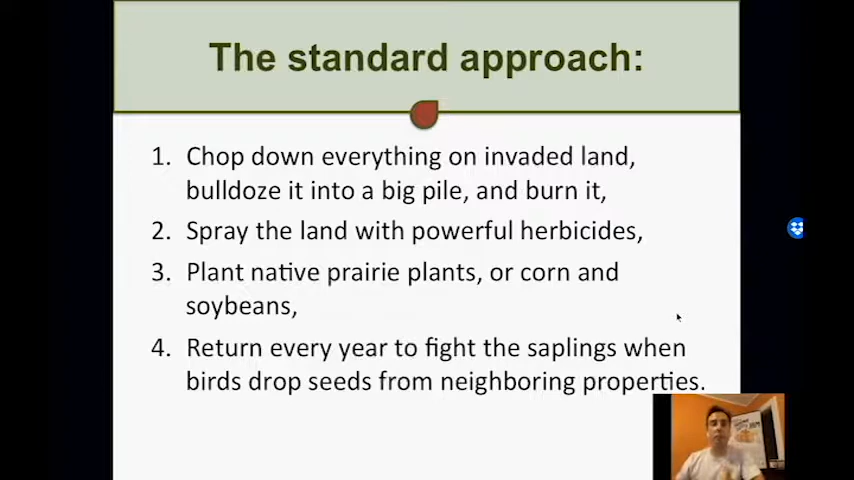 The standard approach:
1. Chop down everything on invaded land,
bulldoze it into a big pile, and burn it,
2. Spray the land with powerful herbicides,
3. Plant native prairie plants, or corn and
soybeans,
4. Return every year to fight the saplings when
birds drop seeds from neighboring properties.